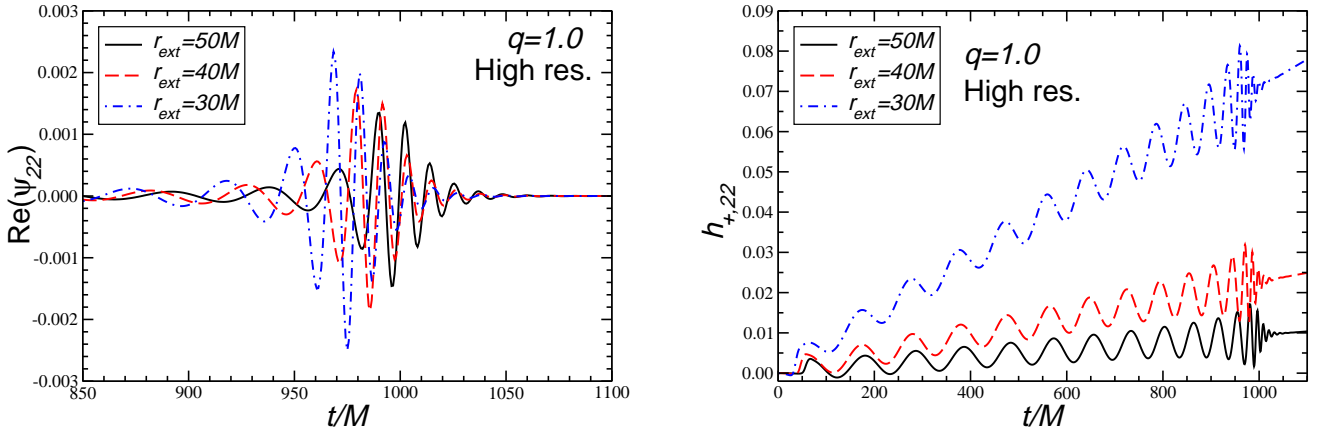 0.003
0.002
0.001
0.000
-0.001
-0.002
-0.003
Re(ψ22)
r_ext=50M
r_ext=40M
r_ext=30M
q=1.0
High res.
850 900 950 1000 1050 1100
t/M
0.09
0.08
0.07
0.06
0.05
0.04
0.03
0.02
0.01
0.00
h+,22
r_ext=50M
r_ext=40M
r_ext=30M
q=1.0
High res.
0 200 400 600 800 1000
t/M